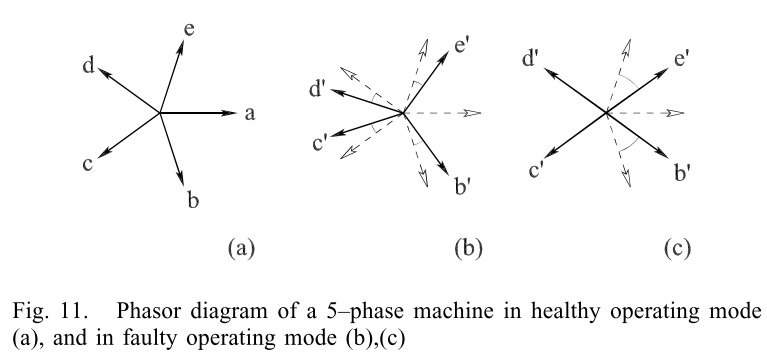 e
d
a
c
b
(a)
e'
d'
c'
b'
(b)
d'
e'
c'
b'
(c)
Fig. 11. Phasor diagram of a 5–phase machine in healthy operating mode
(a), and in faulty operating mode (b),(c)